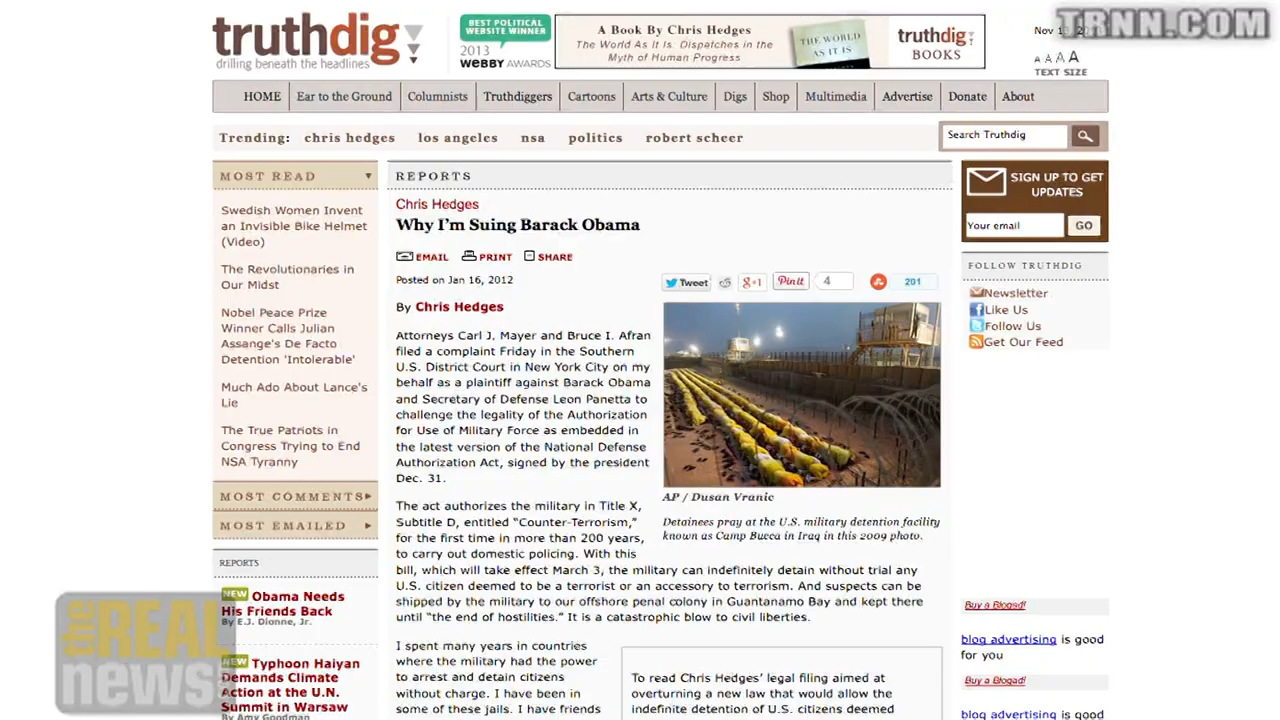 truthdig
drilling beneath the headlines
BEST POLITICAL
WEBSITE WINNER
2013
WEBBY AWARDS
A Book By Chris Hedges
The World As It Is: Dispatches in the
Myth of Human Progress
THE WORLD
AS IT IS
truthdig
BOOKS
Nov 1
TRNN.COM
A A A A
TEXT SIZE
HOME Ear to the Ground Columnists Truthdiggers Cartoons Arts & Culture Digs Shop Multimedia Advertise Donate About
Trending: chris hedges los angeles nsa politics robert scheer
Search Truthdig
MOST READ
Swedish Women Invent
an Invisible Bike Helmet
(Video)
The Revolutionaries in
Our Midst
Nobel Peace Prize
Winner Calls Julian
Assange's De Facto
Detention 'Intolerable'
Much Ado About Lance's
Lie
The True Patriots in
Congress Trying to End
NSA Tyranny
MOST COMMENTS
MOST EMAILED
REPORTS
NEW Obama Needs
His Friends Back
By E.J. Dionne, Jr.
NEW Typhoon Haiyan
Demands Climate
Action at the U.N.
Summit in Warsaw
By Amy Goodman
the REAL
news
REPORTS
Chris Hedges
Why I'm Suing Barack Obama
EMAIL PRINT SHARE
Posted on Jan 16, 2012
Tweet g+1 Pin it 4 201
By Chris Hedges
Attorneys Carl J. Mayer and Bruce I. Afran
filed a complaint Friday in the Southern
U.S. District Court in New York City on my
behalf as a plaintiff against Barack Obama
and Secretary of Defense Leon Panetta to
challenge the legality of the Authorization
for Use of Military Force as embedded in
the latest version of the National Defense
Authorization Act, signed by the president
Dec. 31.
AP / Dusan Vranic
Detainees pray at the U.S. military detention facility
known as Camp Bucca in Iraq in this 2009 photo.
The act authorizes the military in Title X,
Subtitle D, entitled “Counter-Terrorism,”
for the first time in more than 200 years,
to carry out domestic policing. With this
bill, which will take effect March 3, the military can indefinitely detain without trial any
U.S. citizen deemed to be a terrorist or an accessory to terrorism. And suspects can be
shipped by the military to our offshore penal colony in Guantanamo Bay and kept there
until “the end of hostilities.” It is a catastrophic blow to civil liberties.
I spent many years in countries
where the military had the power
to arrest and detain citizens
without charge. I have been in
some of these jails. I have friends
To read Chris Hedges’ legal filing aimed at
overturning a new law that would allow the
indefinite detention of U.S. citizens deemed
SIGN UP TO GET
UPDATES
Your email GO
FOLLOW TRUTHDIG
Newsletter
Like Us
Follow Us
Get Our Feed
Buy a Blogad!
blog advertising is good
for you
Buy a Blogad!
blog advertising is good